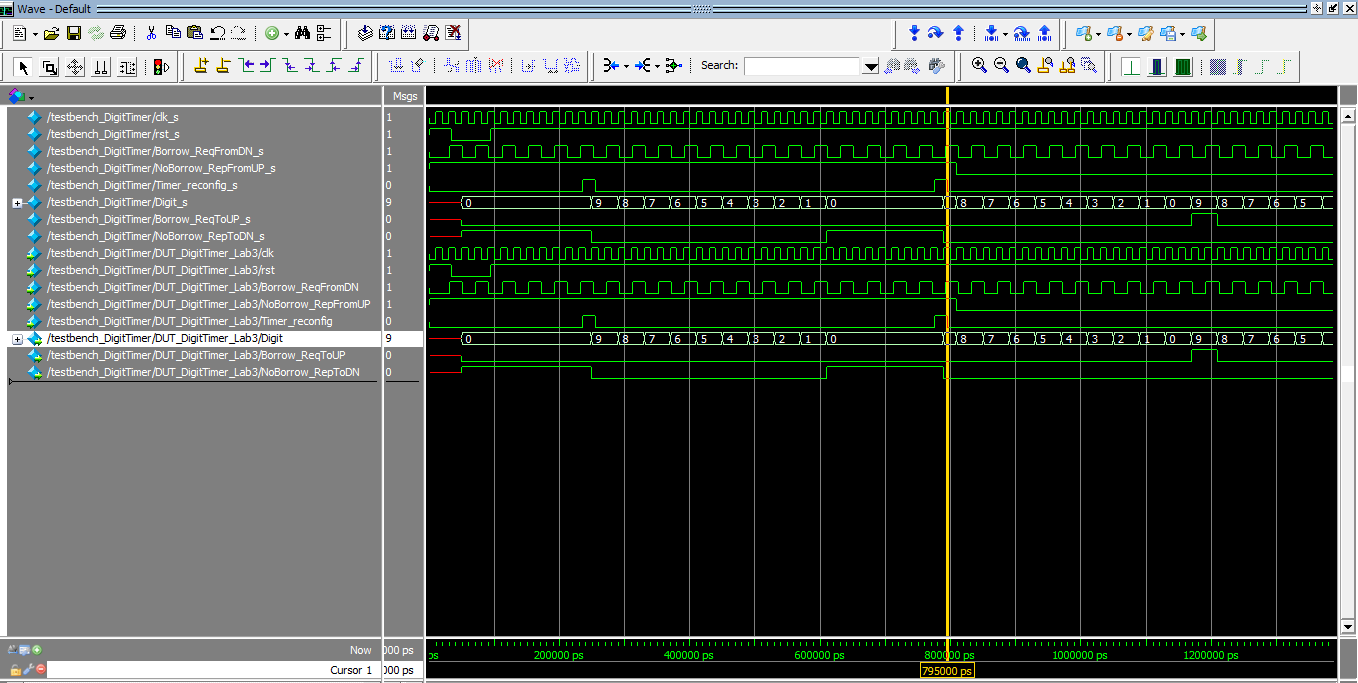 Wave - Default
Search:
Msgs
/testbench_DigitTimer/clk_s 1
/testbench_DigitTimer/rst_s 1
/testbench_DigitTimer/Borrow_ReqFromDN_s 1
/testbench_DigitTimer/NoBorrow_RepFromUP_s 1
/testbench_DigitTimer/Timer_reconfig_s 0
/testbench_DigitTimer/Digit_s 9 0 9 8 7 6 5 4 3 2 1 0 8 7 6 5 4 3 2 1 0 9 8 7 6 5
/testbench_DigitTimer/Borrow_ReqToUP_s 0
/testbench_DigitTimer/NoBorrow_RepToDN_s 0
/testbench_DigitTimer/DUT_DigitTimer_Lab3/clk 1
/testbench_DigitTimer/DUT_DigitTimer_Lab3/rst 1
/testbench_DigitTimer/DUT_DigitTimer_Lab3/Borrow_ReqFromDN 1
/testbench_DigitTimer/DUT_DigitTimer_Lab3/NoBorrow_RepFromUP 1
/testbench_DigitTimer/DUT_DigitTimer_Lab3/Timer_reconfig 0
/testbench_DigitTimer/DUT_DigitTimer_Lab3/Digit 9 0 9 8 7 6 5 4 3 2 1 0 8 7 6 5 4 3 2 1 0 9 8 7 6 5
/testbench_DigitTimer/DUT_DigitTimer_Lab3/Borrow_ReqToUP 0
/testbench_DigitTimer/DUT_DigitTimer_Lab3/NoBorrow_RepToDN 0
Now 000 ps ps 200000 ps 400000 ps 600000 ps 800000 ps 1000000 ps 1200000 ps
Cursor 1 000 ps 795000 ps